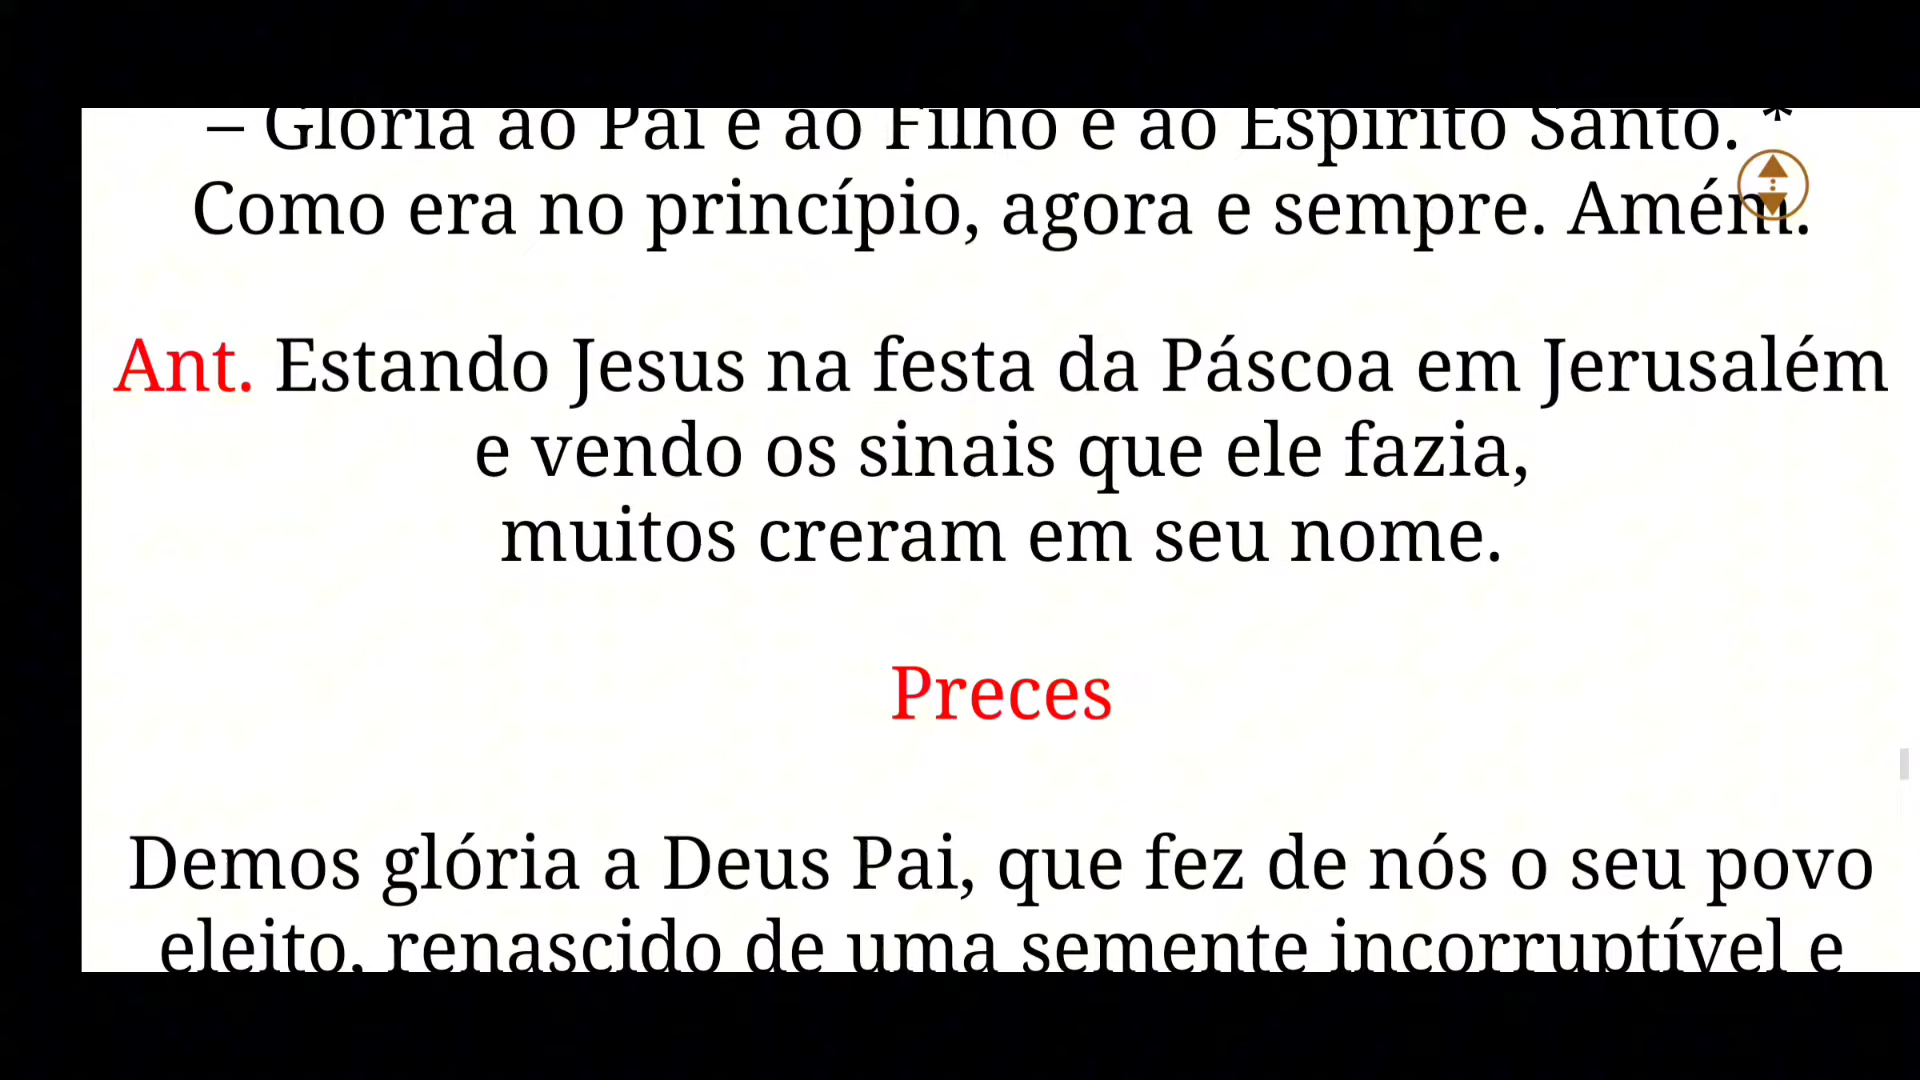 – Glória ao Pai e ao Filho e ao Espírito Santo. *
Como era no princípio, agora e sempre. Amém.
Ant. Estando Jesus na festa da Páscoa em Jerusalém
e vendo os sinais que ele fazia,
muitos creram em seu nome.
Preces
Demos glória a Deus Pai, que fez de nós o seu povo
eleito, renascido de uma semente incorruptível e